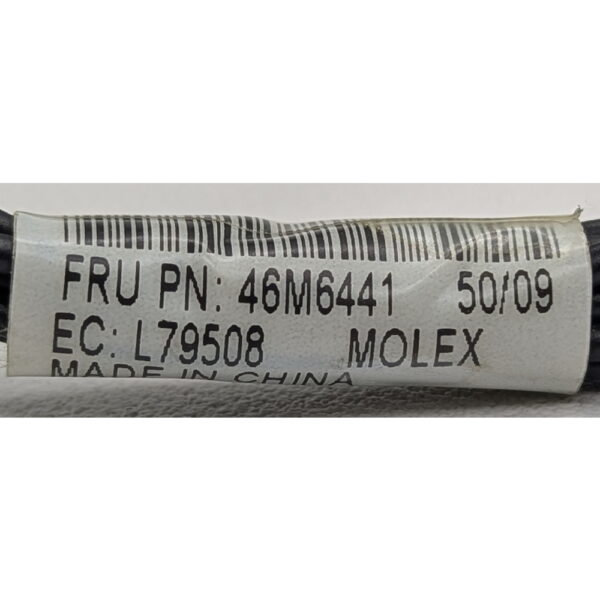 FRU PN: 46M6441 50/09
EC: L79508 MOLEX
MADE IN CHINA